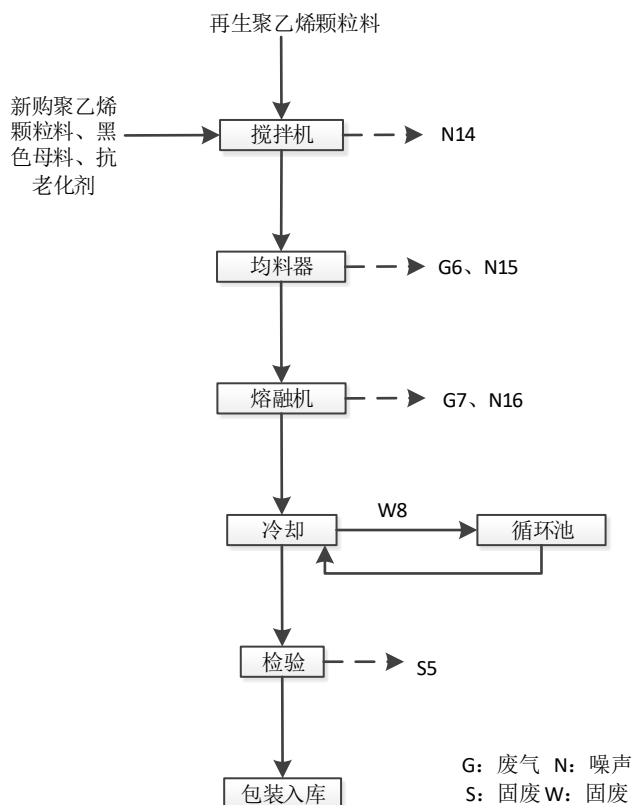 再生聚乙烯颗粒料
新购聚乙烯
颗粒料、黑
色母料、抗
老化剂
搅拌机
N14
均料器
G6、N15
熔融机
G7、N16
冷却
W8
循环池
检验
S5
包装入库
G：废气 N：噪声
S：固废 W：固废